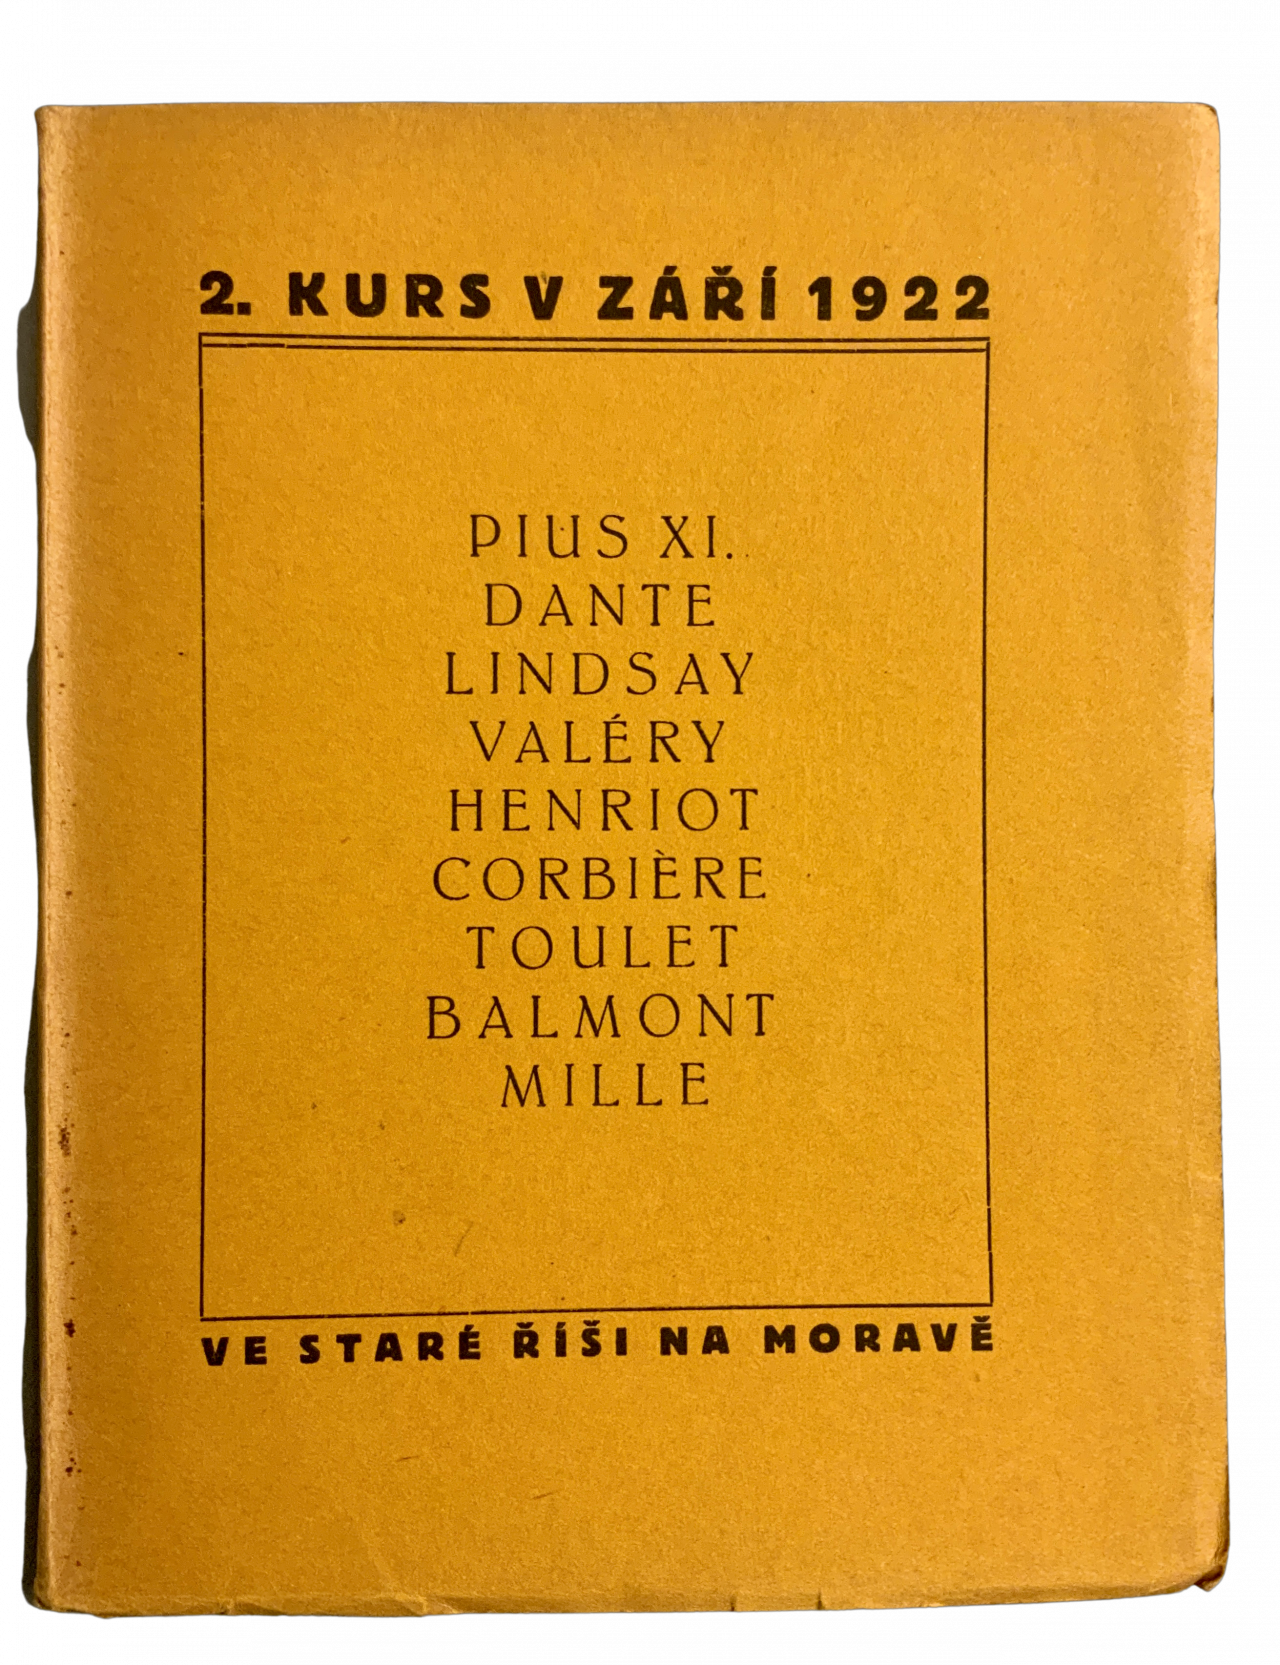 2. KURS V ZÁŘÍ 1922
PIUS XI.
DANTE
LINDSAY
VALÉRY
HENRIOT
CORBIÈRE
TOULET
BALMONT
MILLE
VE STARÉ ŘÍŠI NA MORAVĚ